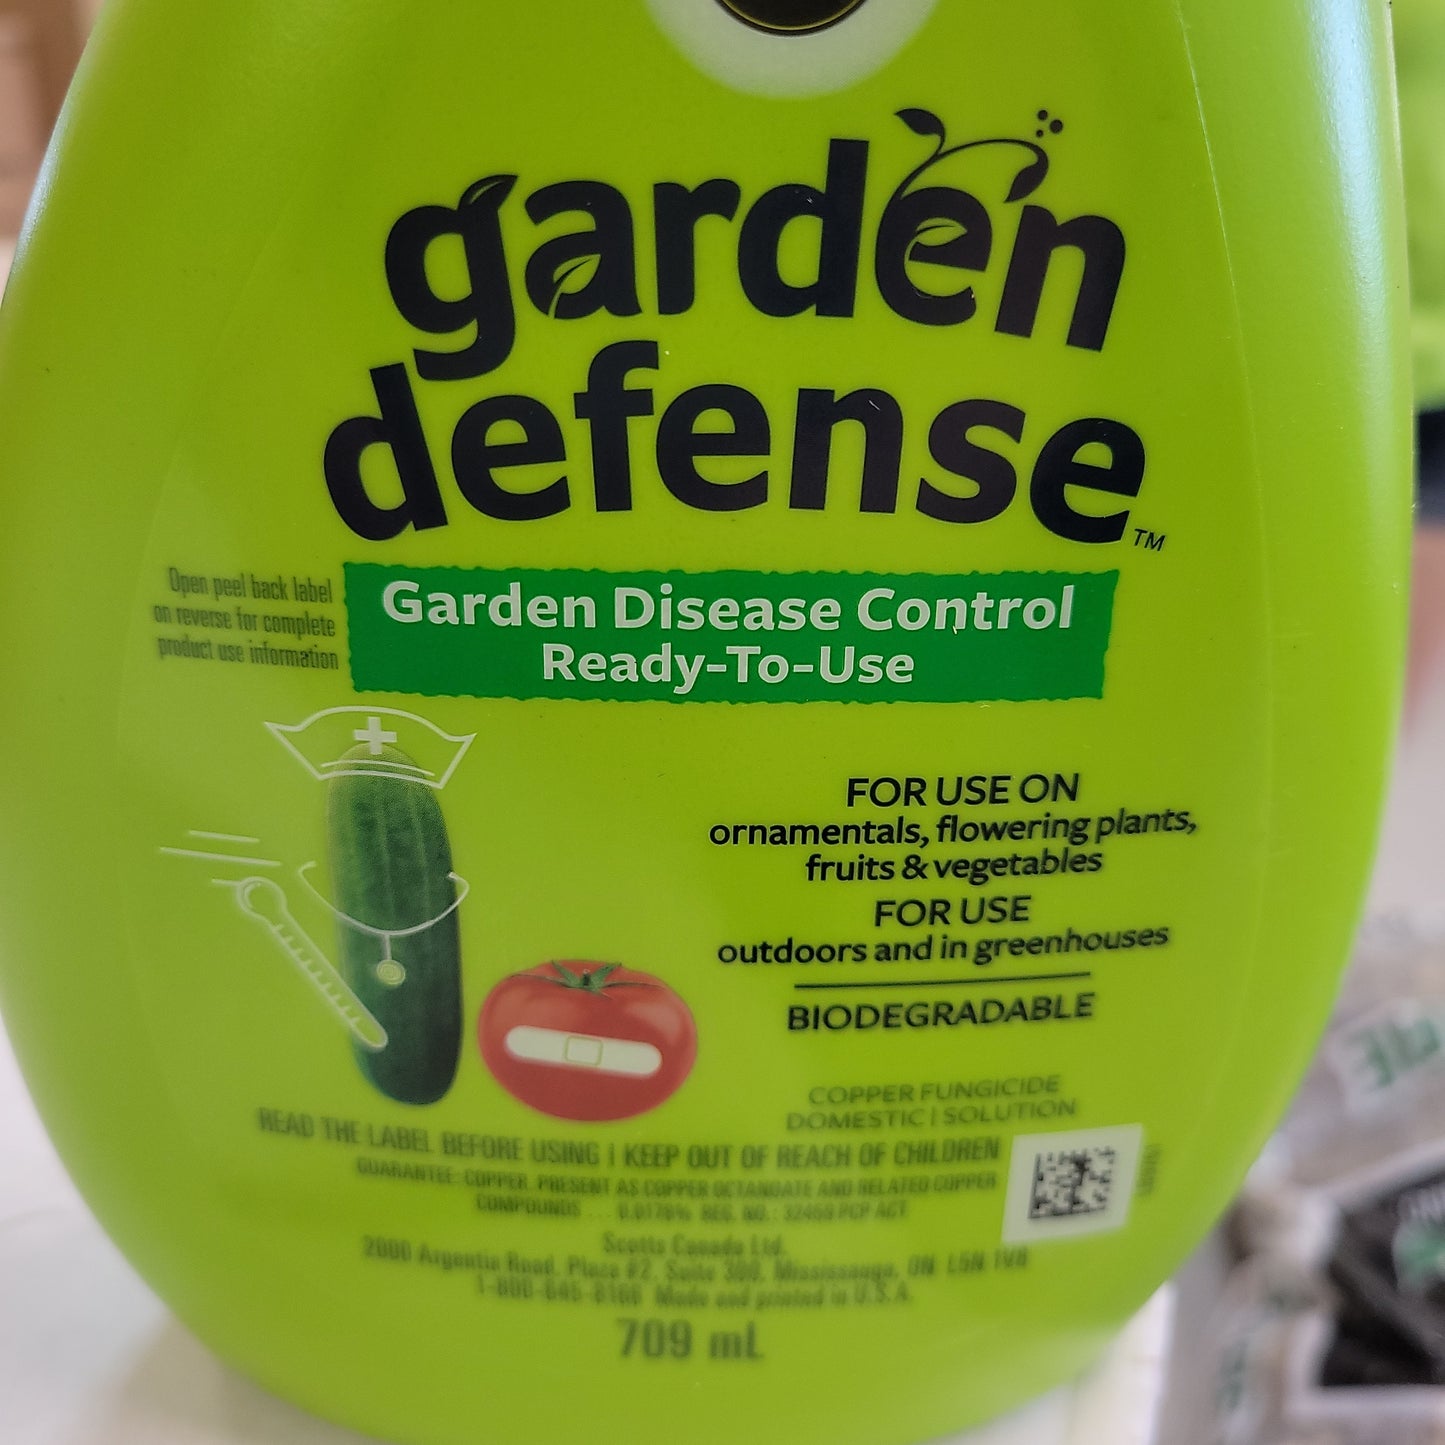 garden
defense™
Open peel back label
on reverse for complete
product use information
Garden Disease Control
Ready-To-Use
FOR USE ON
ornamentals, flowering plants,
fruits & vegetables
FOR USE
outdoors and in greenhouses
BIODEGRADABLE
COPPER FUNGICIDE
DOMESTIC | SOLUTION
READ THE LABEL BEFORE USING | KEEP OUT OF REACH OF CHILDREN
GUARANTEE: COPPER, PRESENT AS COPPER OCTANOATE AND RELATED COPPER
COMPOUNDS ... REG. NO.: PCP ACT
Scotts Canada Ltd.
2000 Argentia Road, Plaza #2, Suite 300, Mississauga, ON
Made and printed in U.S.A.
709 mL